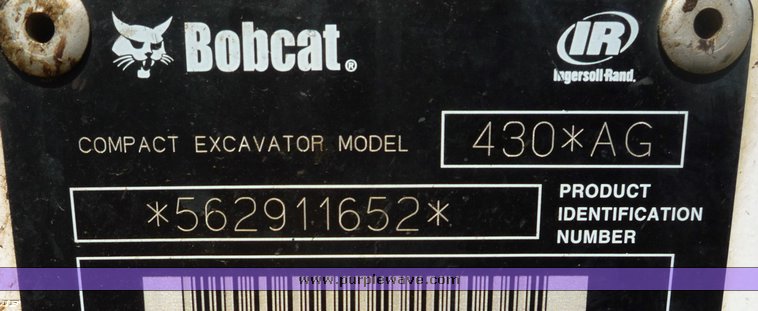 Bobcat®
IR
Ingersoll-Rand
COMPACT EXCAVATOR MODEL 430*AG
*562911652* PRODUCT
IDENTIFICATION
NUMBER
www.purplewave.com